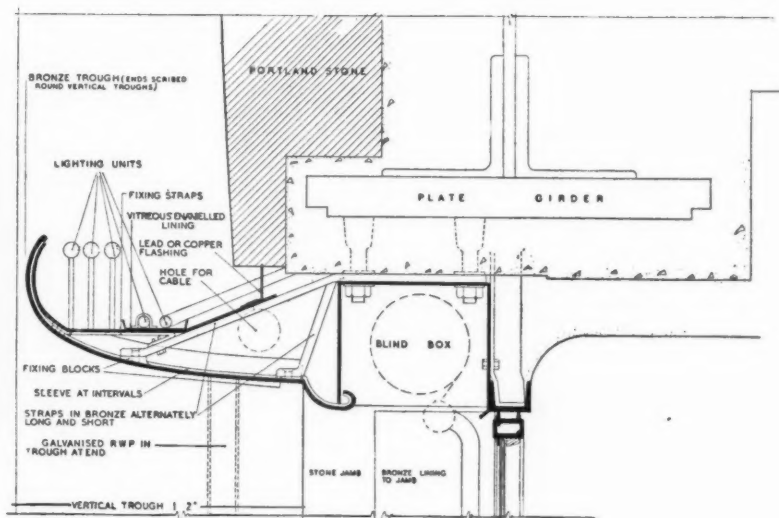 PORTLAND STONE
BRONZE TROUGH (ENDS SCRIBED
ROUND VERTICAL TROUGHS)
LIGHTING UNITS
FIXING STRAPS
VITREOUS ENAMELLED
LINING
LEAD OR COPPER
FLASHING
HOLE FOR
CABLE
PLATE GIRDER
BLIND BOX
FIXING BLOCKS
SLEEVE AT INTERVALS
STRAPS IN BRONZE ALTERNATELY
LONG AND SHORT
GALVANISED RWP IN
TROUGH AT END
STONE JAMB
BRONZE LINING
TO JAMB
VERTICAL TROUGH 1 2"